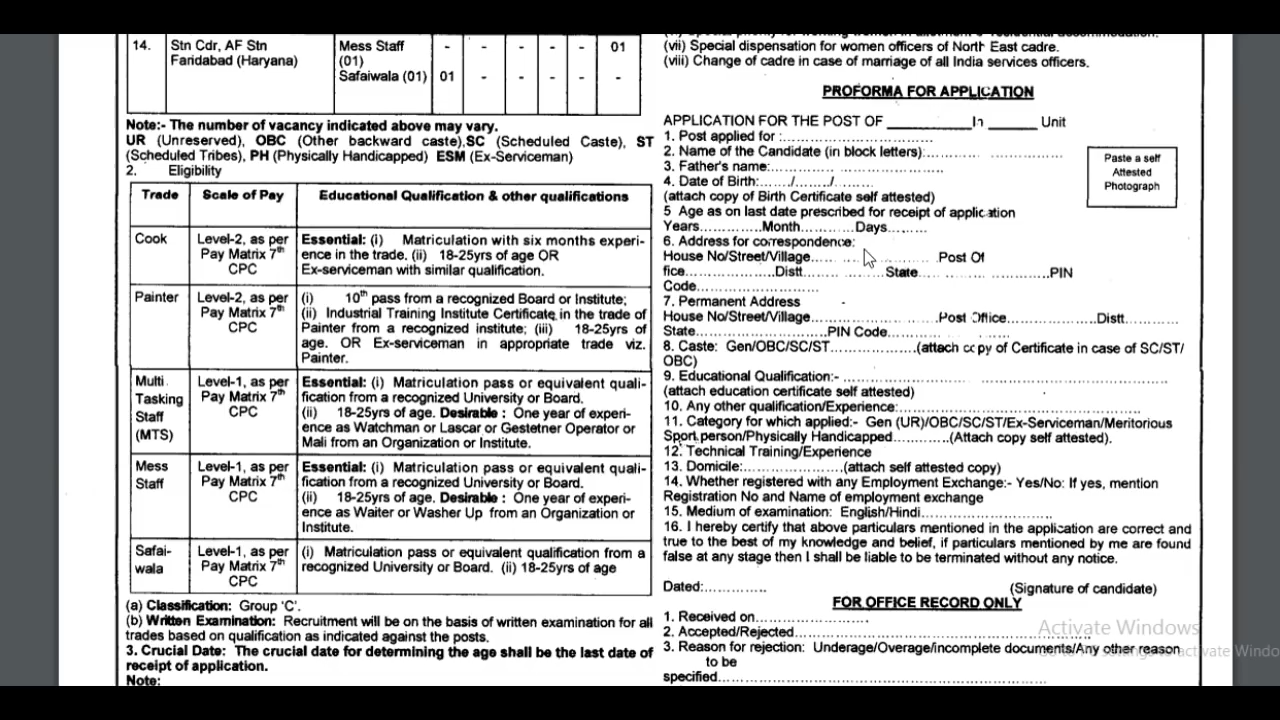 14. Stn Cdr, AF Stn Mess Staff - - - - - 01
Faridabad (Haryana) (01)
Safaiwala (01) 01 - - - - -
Note:- The number of vacancy indicated above may vary.
UR (Unreserved), OBC (Other backward caste),SC (Scheduled Caste), ST
(Scheduled Tribes), PH (Physically Handicapped) ESM (Ex-Serviceman)
2. Eligibility
Trade Scale of Pay Educational Qualification & other qualifications
Cook Level-2, as per Essential: (i) Matriculation with six months experi-
Pay Matrix 7th ence in the trade. (ii) 18-25yrs of age OR
CPC Ex-serviceman with similar qualification.
Painter Level-2, as per (i) 10th pass from a recognized Board or Institute;
Pay Matrix 7th (ii) Industrial Training Institute Certificate in the trade of
CPC Painter from a recognized institute; (iii) 18-25yrs of
age. OR Ex-serviceman in appropriate trade viz.
Painter.
Multi Level-1, as per Essential: (i) Matriculation pass or equivalent quali-
Tasking Pay Matrix 7th fication from a recognized University or Board.
Staff CPC (ii) 18-25yrs of age. Desirable : One year of experi-
(MTS) ence as Watchman or Lascar or Gestetner Operator or
Mali from an Organization or Institute.
Mess Level-1, as per Essential: (i) Matriculation pass or equivalent quali-
Staff Pay Matrix 7th fication from a recognized University or Board.
CPC (ii) 18-25yrs of age. Desirable : One year of experi-
ence as Waiter or Washer Up from an Organization or
Institute.
Safai- Level-1, as per (i) Matriculation pass or equivalent qualification from a
wala Pay Matrix 7th recognized University or Board. (ii) 18-25yrs of age
CPC
(a) Classification: Group 'C'.
(b) Written Examination: Recruitment will be on the basis of written examination for all
trades based on qualification as indicated against the posts.
3. Crucial Date: The crucial date for determining the age shall be the last date of
receipt of application.
Note:
(vii) Special dispensation for women officers of North East cadre.
(viii) Change of cadre in case of marriage of all India services officers.
PROFORMA FOR APPLICATION
APPLICATION FOR THE POST OF ____________In _______ Unit
1. Post applied for :..............................
2. Name of the Candidate (in block letters):..............................
3. Father's name:..............................
4. Date of Birth:....../......./.........
(attach copy of Birth Certificate self attested)
Paste a self
Attested
Photograph
5 Age as on last date prescribed for receipt of application
Years..............Month...........Days............
6. Address for correspondence:
House No/Street/Village..............................Post Of
fice...................Distt..................State............................PIN
Code..............................
7. Permanent Address
House No/Street/Village..............................Post Office...................Distt............
State......................PIN Code..............................
8. Caste: Gen/OBC/SC/ST..................(attach copy of Certificate in case of SC/ST/
OBC)
9. Educational Qualification:- ..............................
(attach education certificate self attested)
10. Any other qualification/Experience:..............................
11. Category for which applied:- Gen (UR)/OBC/SC/ST/Ex-Serviceman/Meritorious
Sport person/Physically Handicapped............(Attach copy self attested).
12. Technical Training/Experience
13. Domicile:.....................(attach self attested copy)
14. Whether registered with any Employment Exchange:- Yes/No: If yes, mention
Registration No and Name of employment exchange
15. Medium of examination: English/Hindi..............................
16. I hereby certify that above particulars mentioned in the application are correct and
true to the best of my knowledge and belief, if particulars mentioned by me are found
false at any stage then I shall be liable to be terminated without any notice.
Dated:.............. (Signature of candidate)
FOR OFFICE RECORD ONLY
1. Received on..........................
2. Accepted/Rejected..............................
3. Reason for rejection: Underage/Overage/incomplete documents/Any other reason
to be
specified..............................
Activate Windows